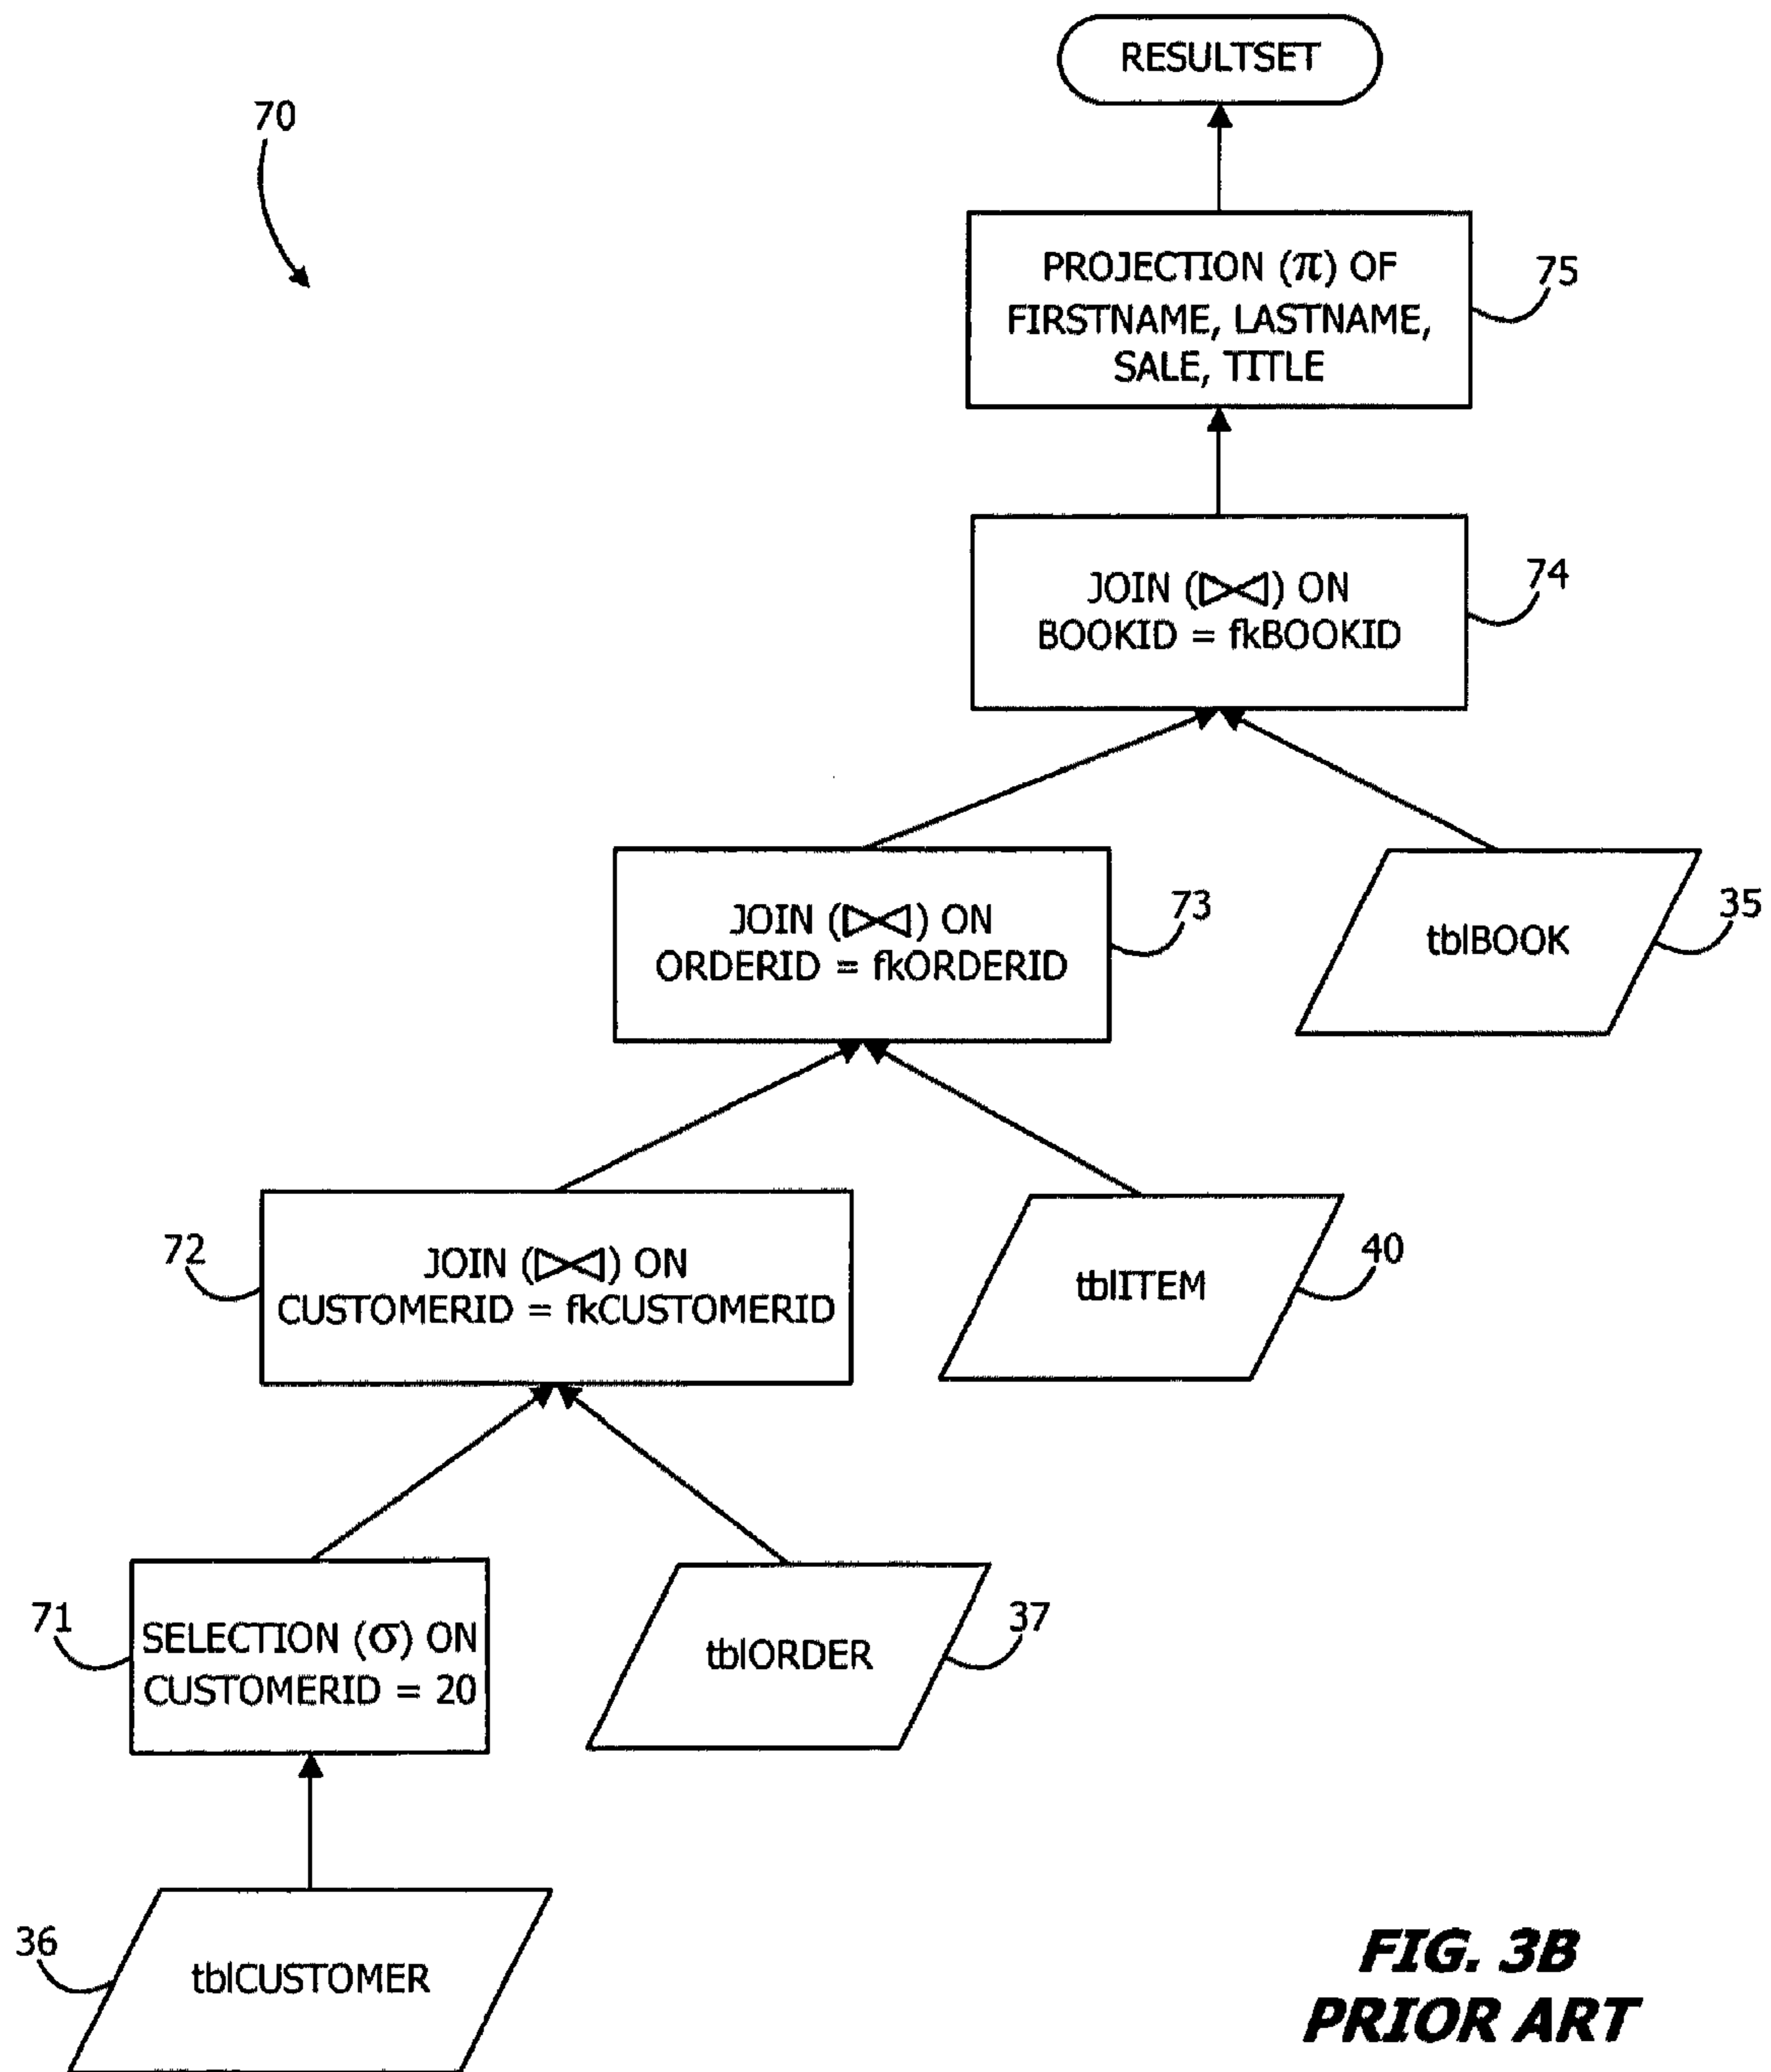 RESULTSET
70
PROJECTION (π) OF
FIRSTNAME, LASTNAME,
SALE, TITLE
75
JOIN (⋈) ON
BOOKID = fkBOOKID
74
JOIN (⋈) ON
ORDERID = fkORDERID
73
tblBOOK
35
72
JOIN (⋈) ON
CUSTOMERID = fkCUSTOMERID
tblITEM
40
71
SELECTION (σ) ON
CUSTOMERID = 20
tblORDER
37
36
tblCUSTOMER
FIG. 3B
PRIOR ART